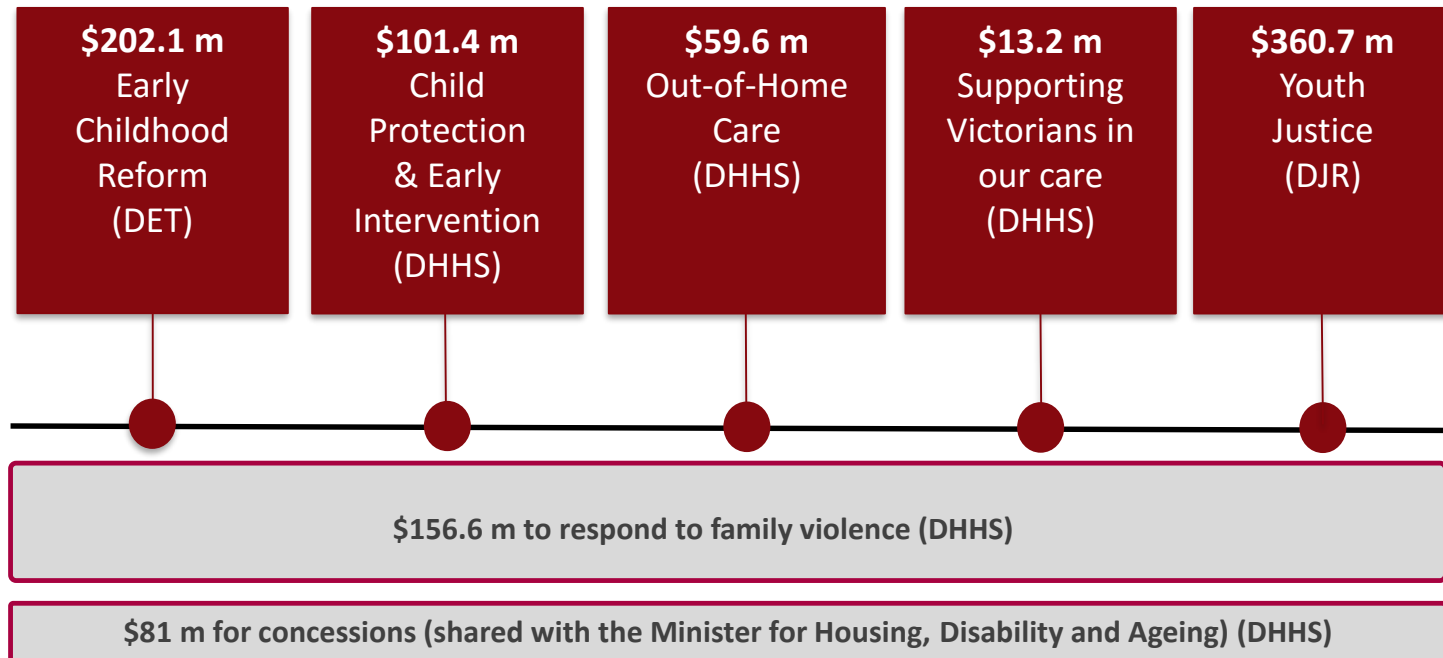 $202.1 m
Early
Childhood
Reform
(DET)
$101.4 m
Child
Protection
& Early
Intervention
(DHHS)
$59.6 m
Out-of-Home
Care
(DHHS)
$13.2 m
Supporting
Victorians in
our care
(DHHS)
$360.7 m
Youth
Justice
(DJR)
$156.6 m to respond to family violence (DHHS)
$81 m for concessions (shared with the Minister for Housing, Disability and Ageing) (DHHS)